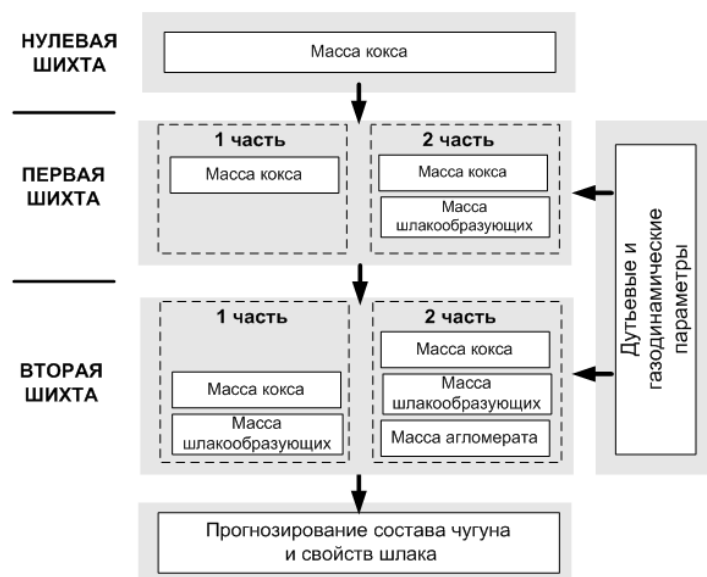 НУЛЕВАЯ
ШИХТА
Масса кокса
ПЕРВАЯ
ШИХТА
1 часть
Масса кокса
2 часть
Масса кокса
Масса
шлакообразующих
ВТОРАЯ
ШИХТА
1 часть
Масса кокса
Масса
шлакообразующих
2 часть
Масса кокса
Масса
шлакообразующих
Масса агломерата
Дутьевые и
газодинамические
параметры
Прогнозирование состава чугуна
и свойств шлака